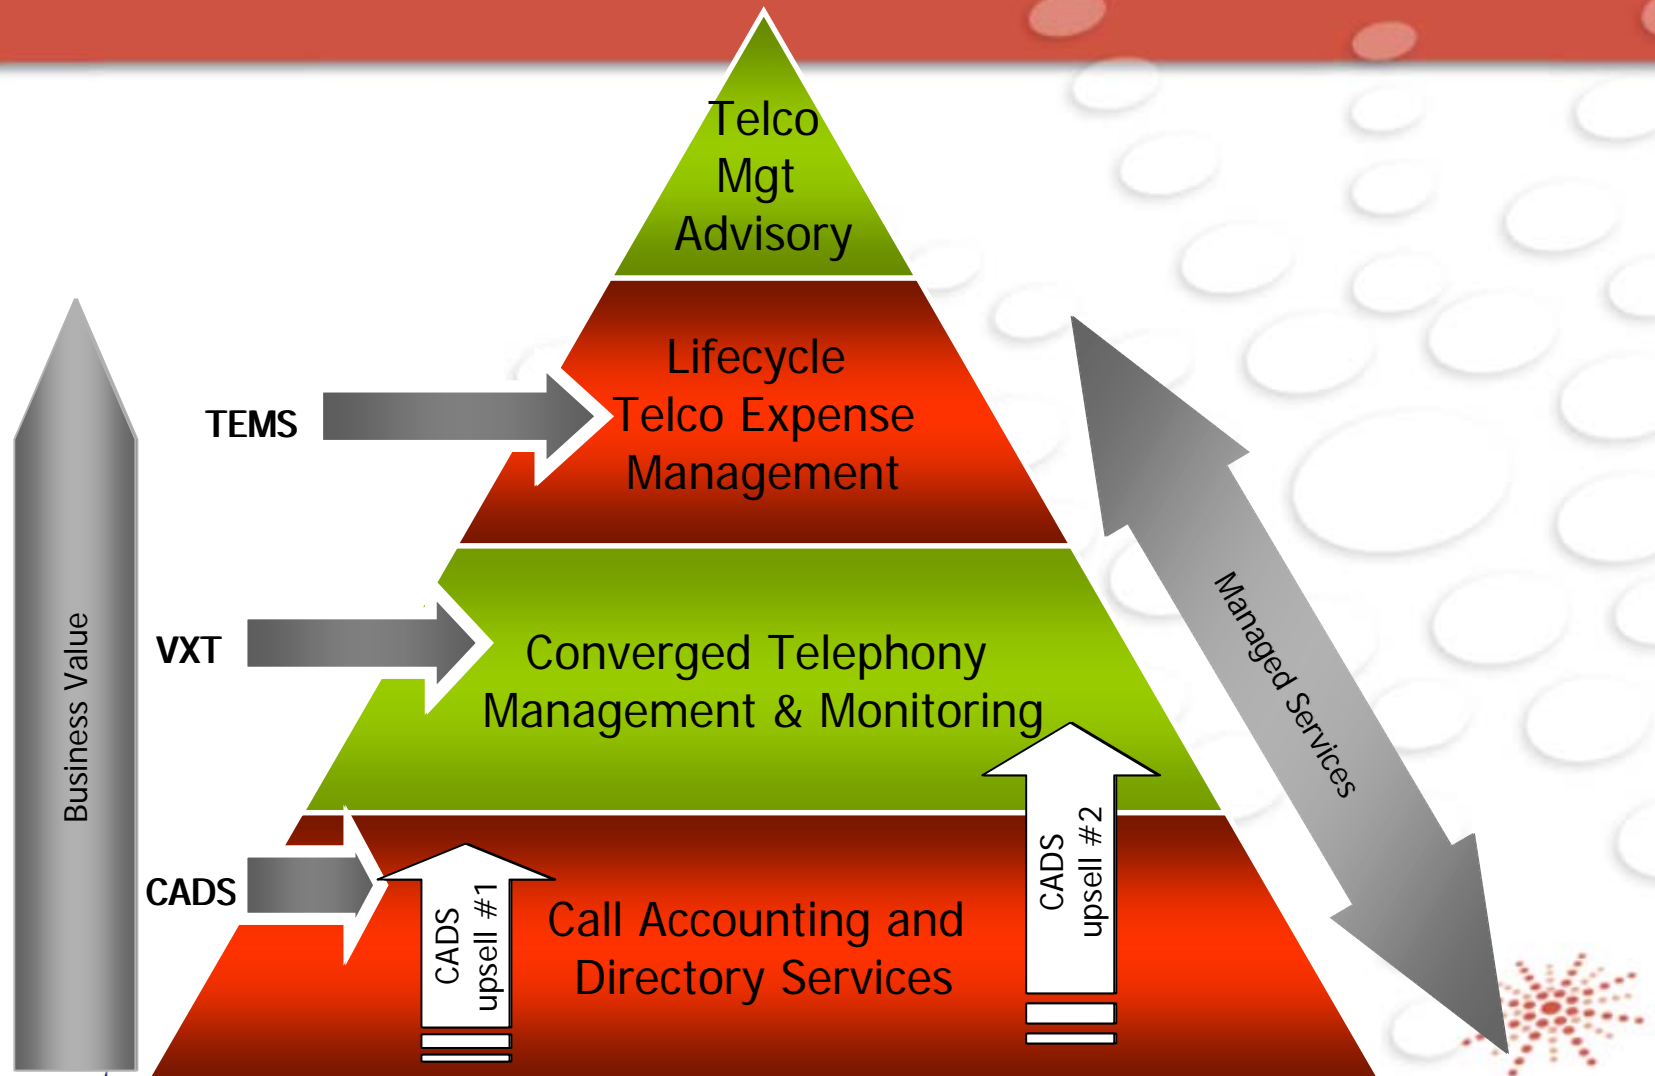 Telco
Mgt
Advisory
Lifecycle
Telco Expense
Management
TEMS
Converged Telephony
Management & Monitoring
VXT
Call Accounting and
Directory Services
CADS
CADS
upsell #1
CADS
upsell #2
Business Value
Managed Services